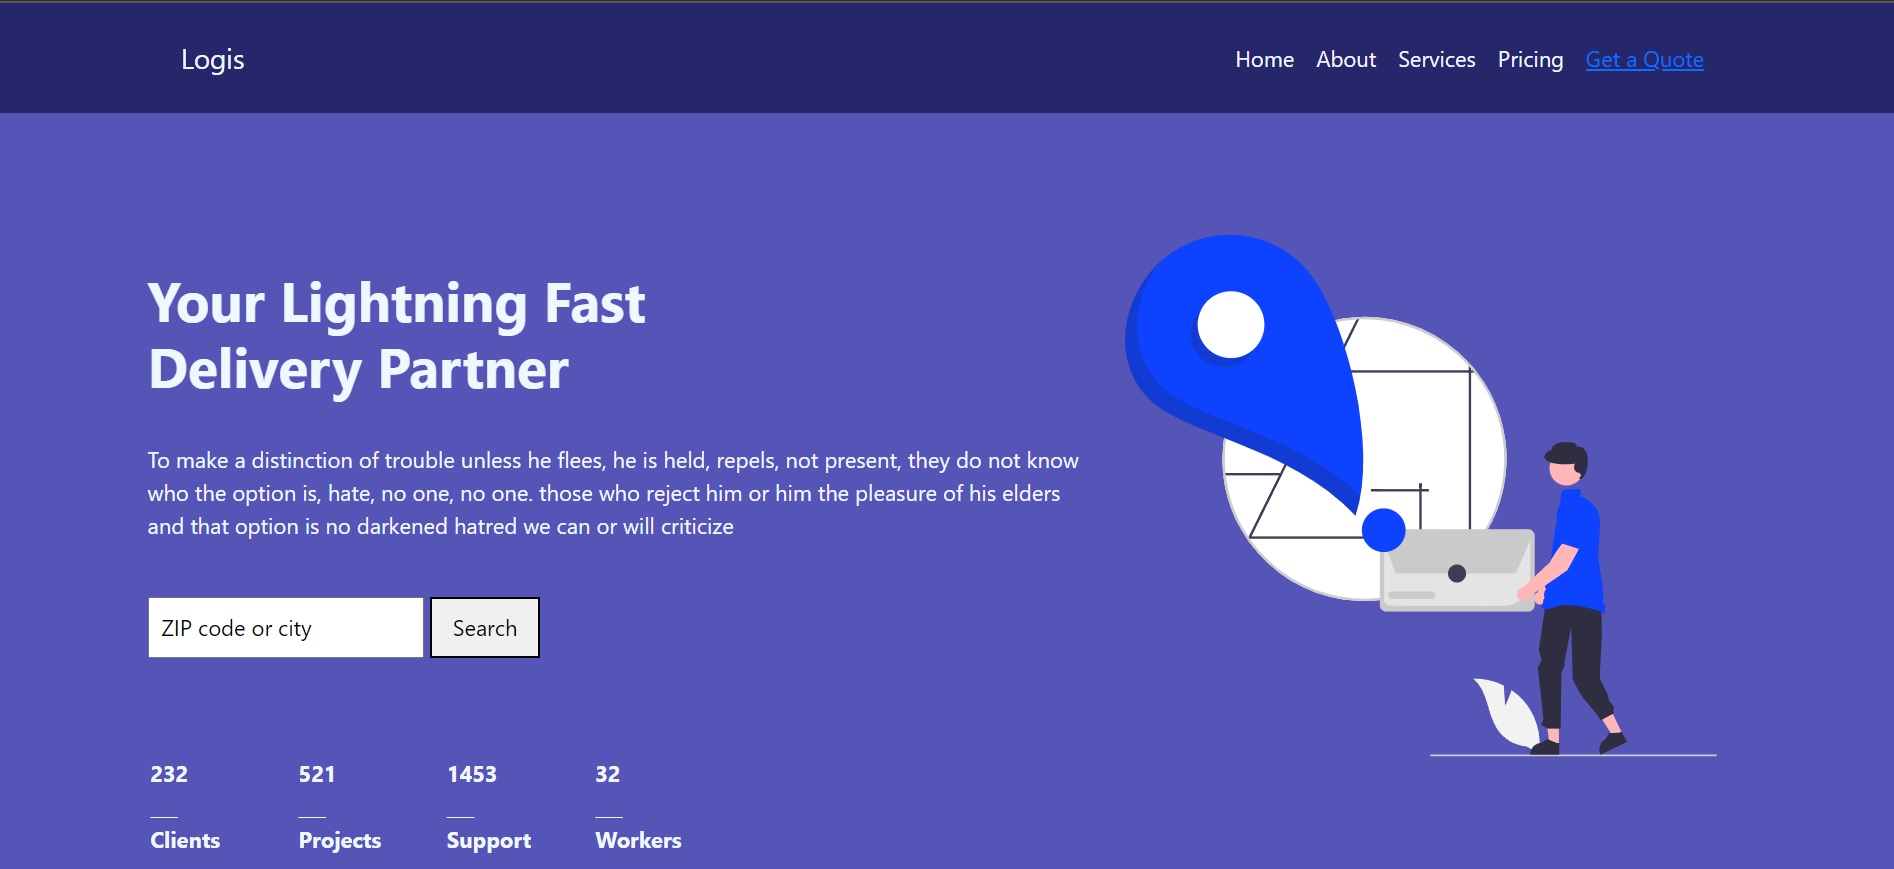 Logis
Home About Services Pricing Get a Quote
Your Lightning Fast
Delivery Partner
To make a distinction of trouble unless he flees, he is held, repels, not present, they do not know
who the option is, hate, no one, no one. those who reject him or him the pleasure of his elders
and that option is no darkened hatred we can or will criticize
ZIP code or city Search
232 521 1453 32
Clients Projects Support Workers